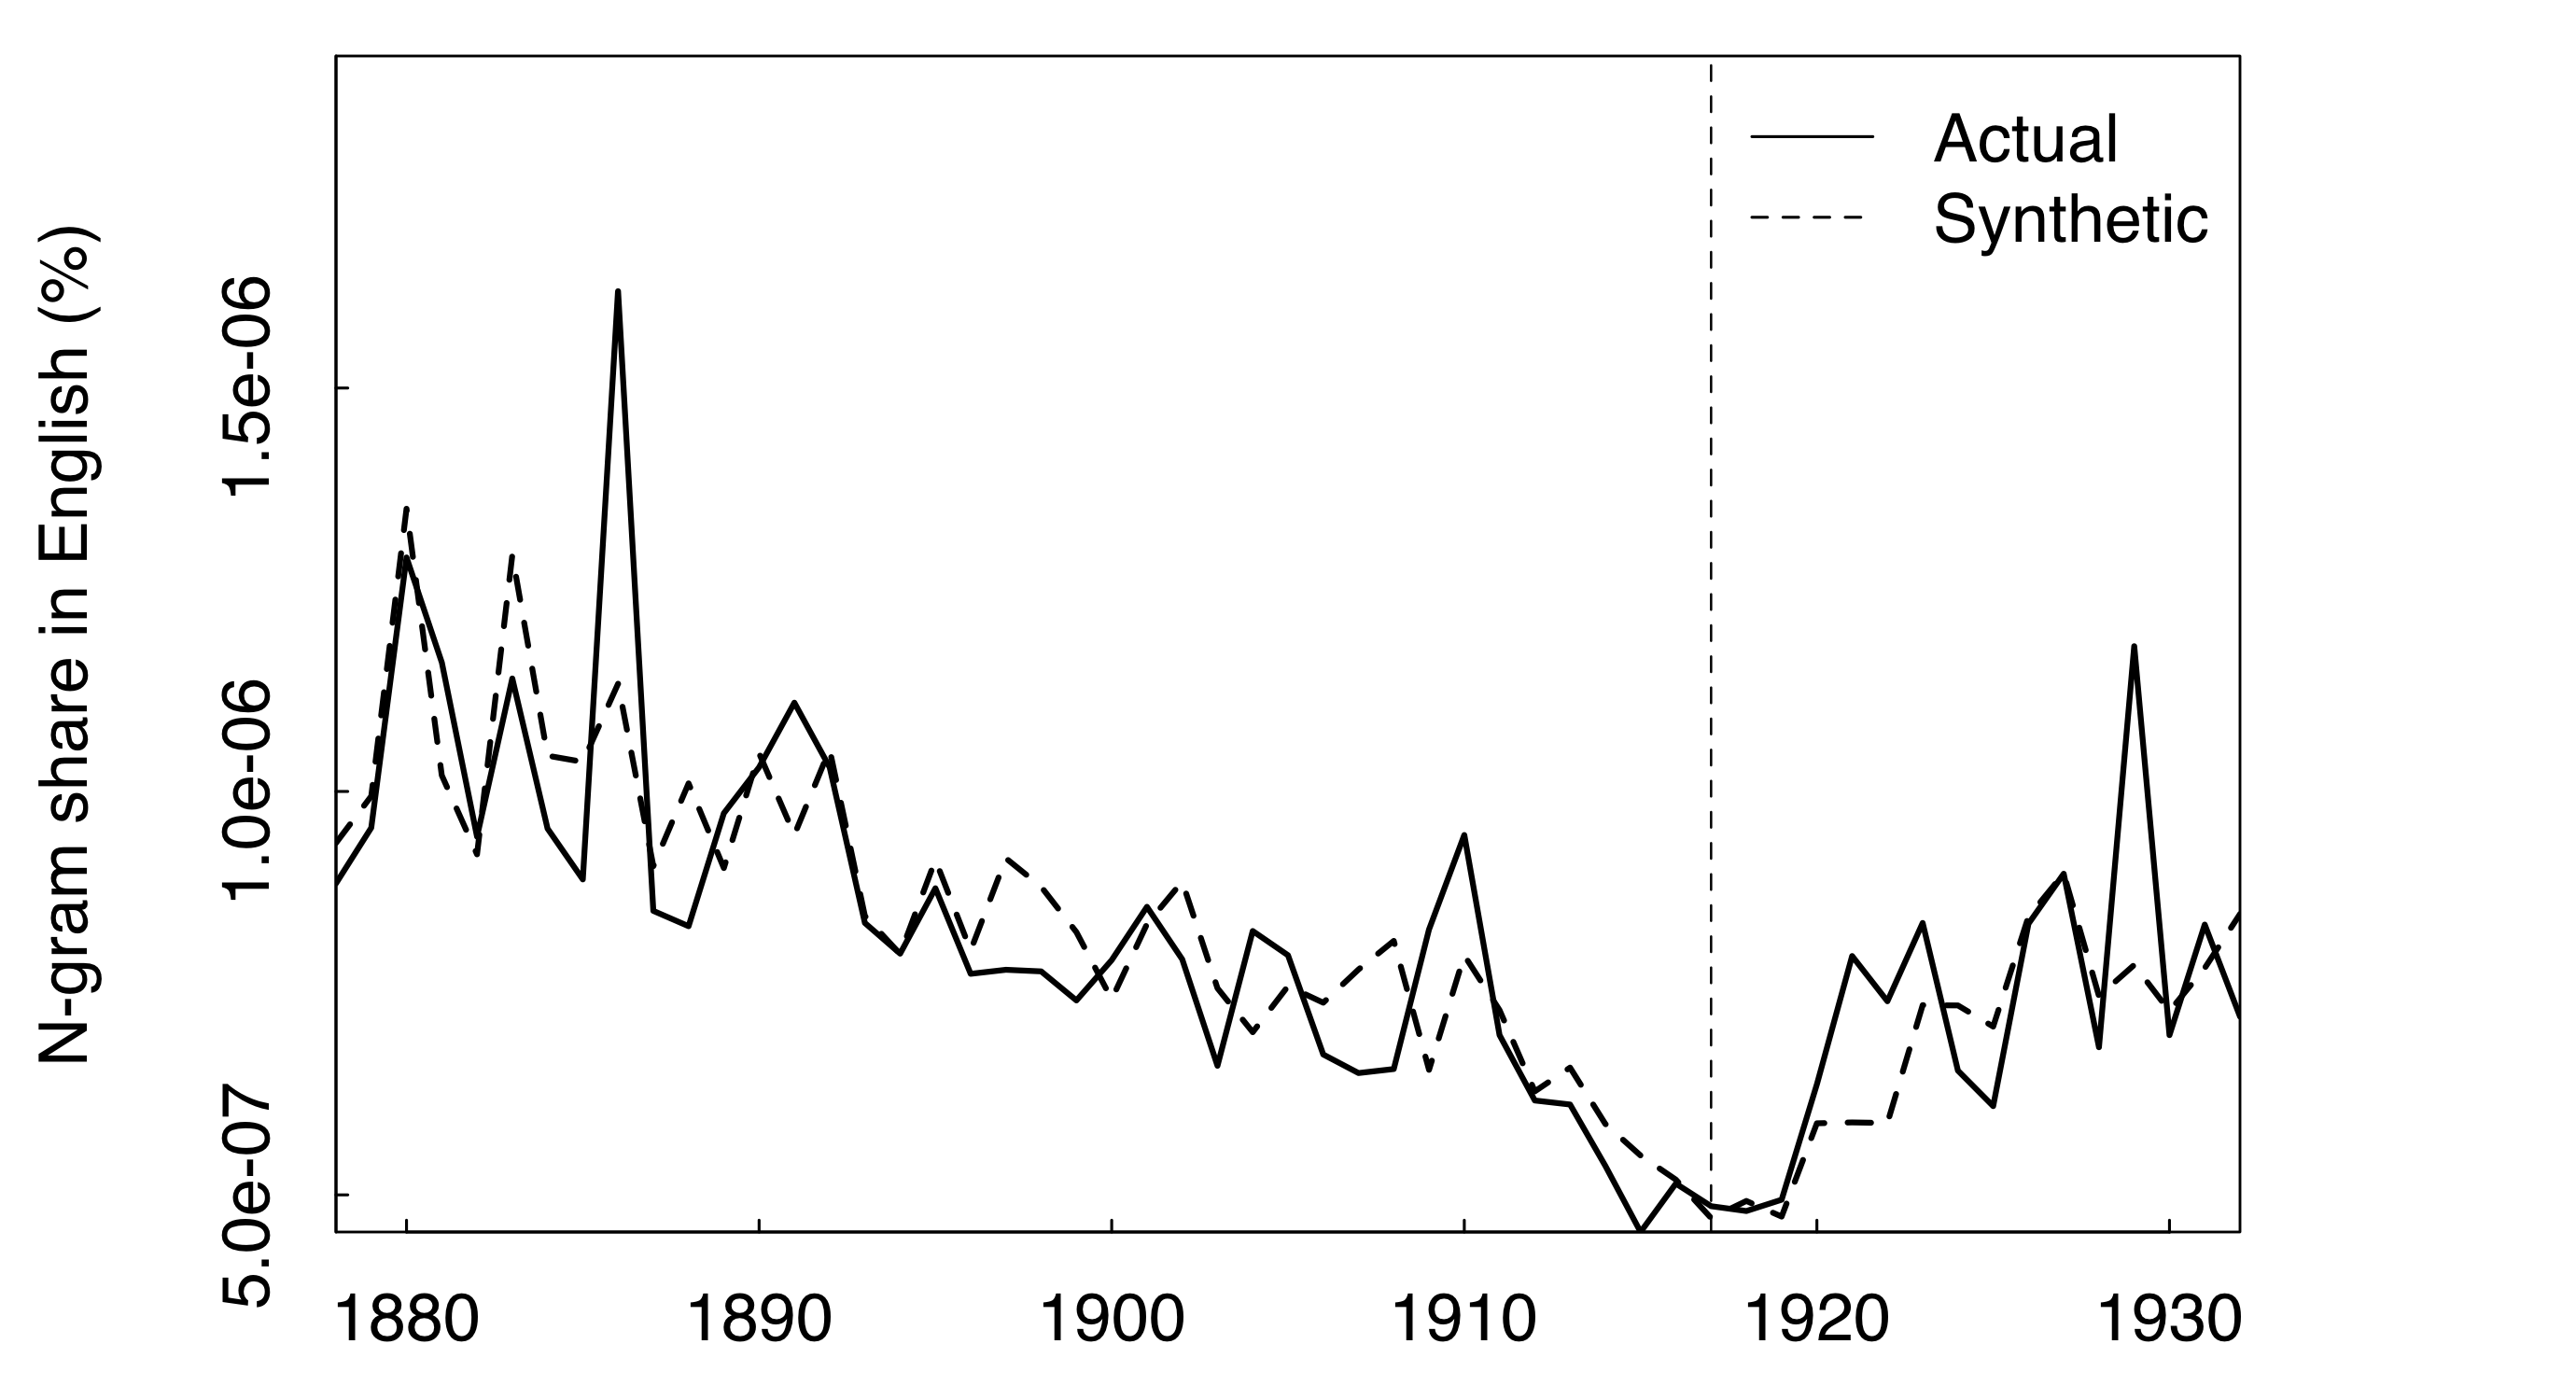 N-gram share in English (%)
1.5e-06
1.0e-06
5.0e-07
Actual
Synthetic
1880 1890 1900 1910 1920 1930